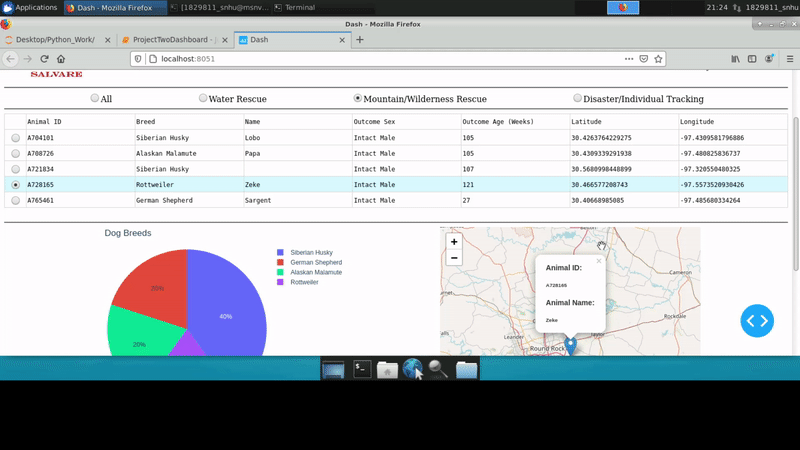 Applications
Dash - Mozilla Firefox
[1829811_snhu@msnv...
Terminal
21:24
1829811_snhu
Dash - Mozilla Firefox
Desktop/Python_Work/
ProjectTwoDashboard - J
Dash
localhost:8051
SALVARE
All
Water Rescue
Mountain/Wilderness Rescue
Disaster/Individual Tracking
Animal ID Breed Name Outcome Sex Outcome Age (Weeks) Latitude Longitude
A704101 Siberian Husky Lobo Intact Male 105 30.4263764229275 -97.4309581796886
A708726 Alaskan Malamute Papa Intact Male 105 30.4309339291938 -97.480825836737
A721834 Siberian Husky Intact Male 107 30.5680998448899 -97.320550480325
A728165 Rottweiler Zeke Intact Male 121 30.466577208743 -97.5573520930426
A765461 German Shepherd Sargent Intact Male 27 30.40668985085 -97.485680334264
Dog Breeds
Siberian Husky
German Shepherd
Alaskan Malamute
Rottweiler
20%
40%
20%
+
−
Animal ID:
A728165
Animal Name:
Zeke
Cameron
Rockdale
Leander
Taylor
Round Rock